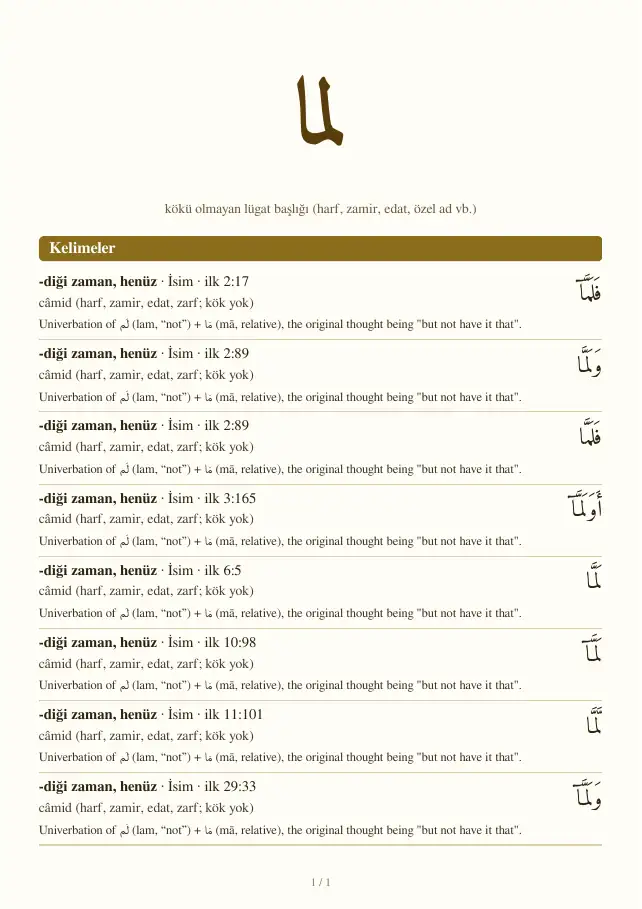 لما
kökü olmayan lügat başlığı (harf, zamir, edat, özel ad vb.)
Kelimeler
-diği zaman, henüz · İsim · ilk 2:17 فَلَمَّآ
câmid (harf, zamir, edat, zarf; kök yok)
Univerbation of لَم (lam, “not”) + مَا (mā, relative), the original thought being "but not have it that".
-diği zaman, henüz · İsim · ilk 2:89 وَلَمَّا
câmid (harf, zamir, edat, zarf; kök yok)
Univerbation of لَم (lam, “not”) + مَا (mā, relative), the original thought being "but not have it that".
-diği zaman, henüz · İsim · ilk 2:89 فَلَمَّا
câmid (harf, zamir, edat, zarf; kök yok)
Univerbation of لَم (lam, “not”) + مَا (mā, relative), the original thought being "but not have it that".
-diği zaman, henüz · İsim · ilk 3:165 أَوَلَمَّآ
câmid (harf, zamir, edat, zarf; kök yok)
Univerbation of لَم (lam, “not”) + مَا (mā, relative), the original thought being "but not have it that".
-diği zaman, henüz · İsim · ilk 6:5 لَمَّا
câmid (harf, zamir, edat, zarf; kök yok)
Univerbation of لَم (lam, “not”) + مَا (mā, relative), the original thought being "but not have it that".
-diği zaman, henüz · İsim · ilk 10:98 لَمَّآ
câmid (harf, zamir, edat, zarf; kök yok)
Univerbation of لَم (lam, “not”) + مَا (mā, relative), the original thought being "but not have it that".
-diği zaman, henüz · İsim · ilk 11:101 لَّمَّا
câmid (harf, zamir, edat, zarf; kök yok)
Univerbation of لَم (lam, “not”) + مَا (mā, relative), the original thought being "but not have it that".
-diği zaman, henüz · İsim · ilk 29:33 وَلَمَّآ
câmid (harf, zamir, edat, zarf; kök yok)
Univerbation of لَم (lam, “not”) + مَا (mā, relative), the original thought being "but not have it that".
1 / 1